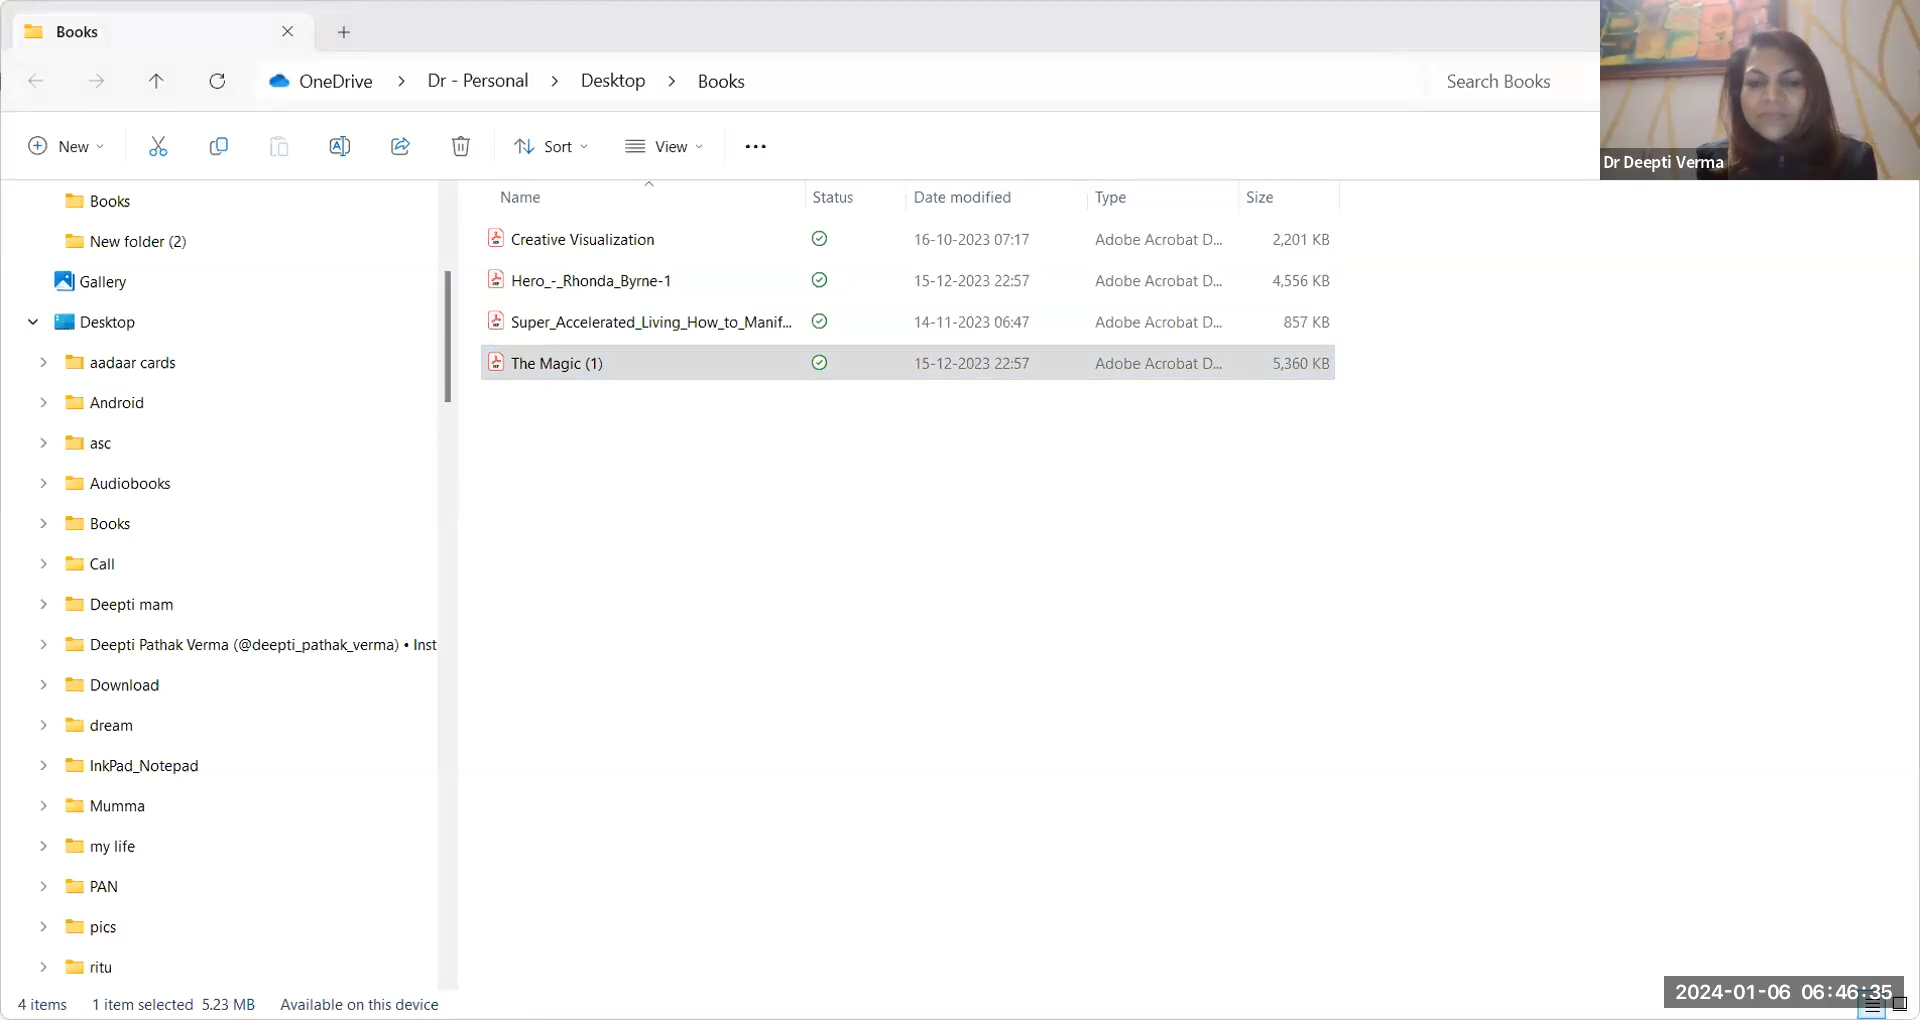 Books
OneDrive > Dr - Personal > Desktop > Books
Search Books
New
Sort
View
Dr Deepti Verma
Name Status Date modified Type Size
Creative Visualization 16-10-2023 07:17 Adobe Acrobat D... 2,201 KB
Hero_-_Rhonda_Byrne-1 15-12-2023 22:57 Adobe Acrobat D... 4,556 KB
Super_Accelerated_Living_How_to_Manif... 14-11-2023 06:47 Adobe Acrobat D... 857 KB
The Magic (1) 15-12-2023 22:57 Adobe Acrobat D... 5,360 KB
Books
New folder (2)
Gallery
Desktop
aadaar cards
Android
asc
Audiobooks
Books
Call
Deepti mam
Deepti Pathak Verma (@deepti_pathak_verma) • Inst
Download
dream
InkPad_Notepad
Mumma
my life
PAN
pics
ritu
4 items 1 item selected 5.23 MB Available on this device
2024-01-06 06:46:35